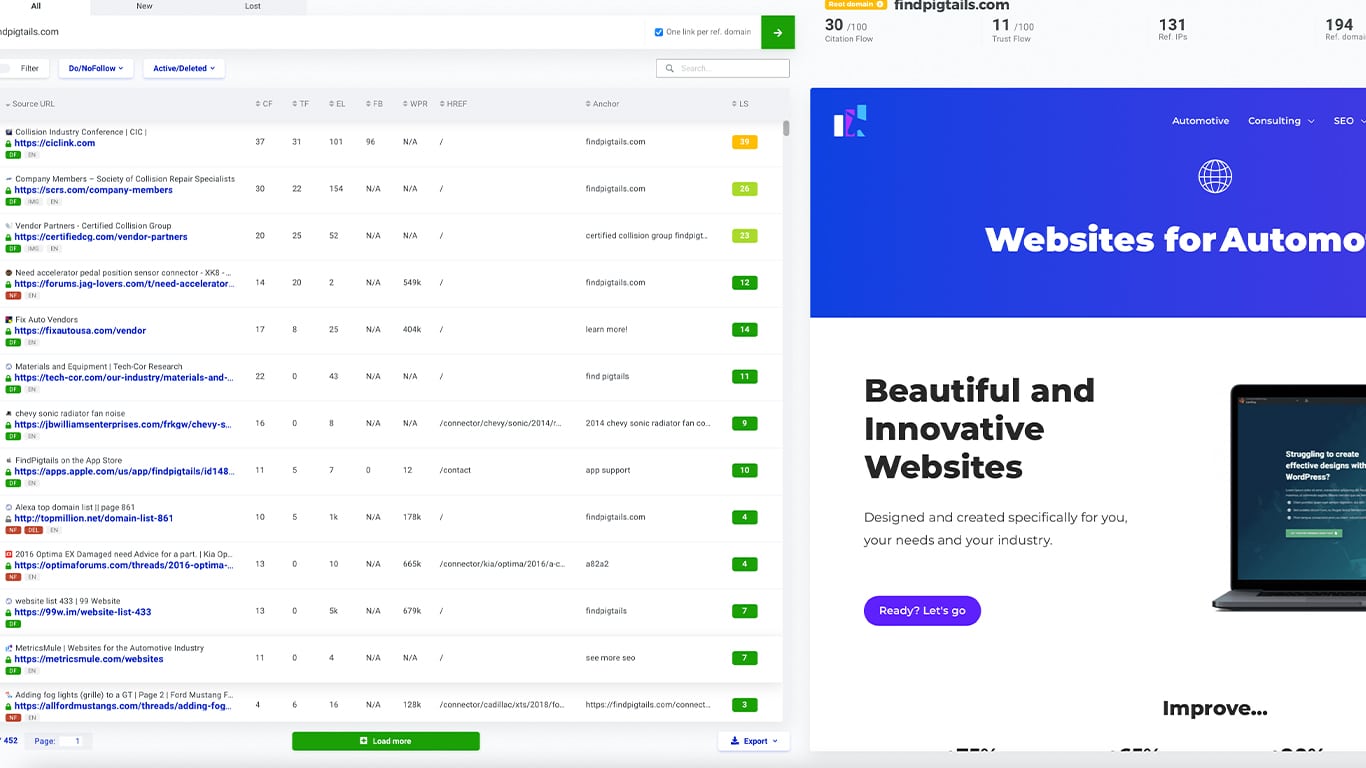 All New Lost
ndpigtails.com
One link per ref. domain
Filter Do/NoFollow Active/Deleted Search...
Source URL CF TF EL FB WPR HREF Anchor LS
Collision Industry Conference | CIC |
https://ciclink.com 37 31 101 96 N/A / findpigtails.com 39
DF EN
Company Members – Society of Collision Repair Specialists
https://scrs.com/company-members 30 22 154 N/A N/A / findpigtails.com 26
DF IMG EN
Vendor Partners - Certified Collision Group
https://certifiedcg.com/vendor-partners 20 25 52 N/A N/A / certified collision group findpigt... 23
DF IMG EN
Need accelerator pedal position sensor connector - XK8 - ...
https://forums.jag-lovers.com/t/need-accelerator... 14 20 2 N/A 549k / findpigtails.com 12
NF EN
Fix Auto Vendors
https://fixautousa.com/vendor 17 8 25 N/A 404k / learn more! 14
DF EN
Materials and Equipment | Tech-Cor Research
https://tech-cor.com/our-industry/materials-and-... 22 0 43 N/A N/A / find pigtails 11
DF EN
chevy sonic radiator fan noise
https://jbwilliamsenterprises.com/frkgw/chevy-s... 16 0 8 N/A N/A /connector/chevy/sonic/2014/r... 2014 chevy sonic radiator fan co... 9
DF EN
FindPigtails on the App Store
https://apps.apple.com/us/app/findpigtails/id148... 11 5 7 0 12 /contact app support 10
DF EN
Alexa top domain list || page 861
http://topmillion.net/domain-list-861 10 5 1k N/A 178k / findpigtails.com 4
NF DEL EN
2016 Optima EX Damaged need Advice for a part. | Kia Op...
https://optimaforums.com/threads/2016-optima-... 13 0 10 N/A 665k /connector/kia/optima/2016/a-c... a82a2 4
NF EN
website list 433 | 99 Website
https://99w.im/website-list-433 13 0 5k N/A 679k / findpigtails 7
DF
MetricsMule | Websites for the Automotive Industry
https://metricsmule.com/websites 11 0 4 N/A N/A / see more seo 7
DF EN
Adding fog lights (grille) to a GT | Page 2 | Ford Mustang F...
https://allfordmustangs.com/threads/adding-fog... 4 6 16 N/A 128k /connector/cadillac/xts/2018/fo... https://findpigtails.com/connect... 3
NF EN
/ 452 Page: 1 Load more Export
Root domain findpigtails.com
30 /100 11 /100 131 194
Citation Flow Trust Flow Ref. IPs Ref. domai
Automotive Consulting SEO
Websites for Automo
Beautiful and
Innovative
Websites
Designed and created specifically for you,
your needs and your industry.
Ready? Let's go
Struggling to create
effective designs with
WordPress?
Improve...